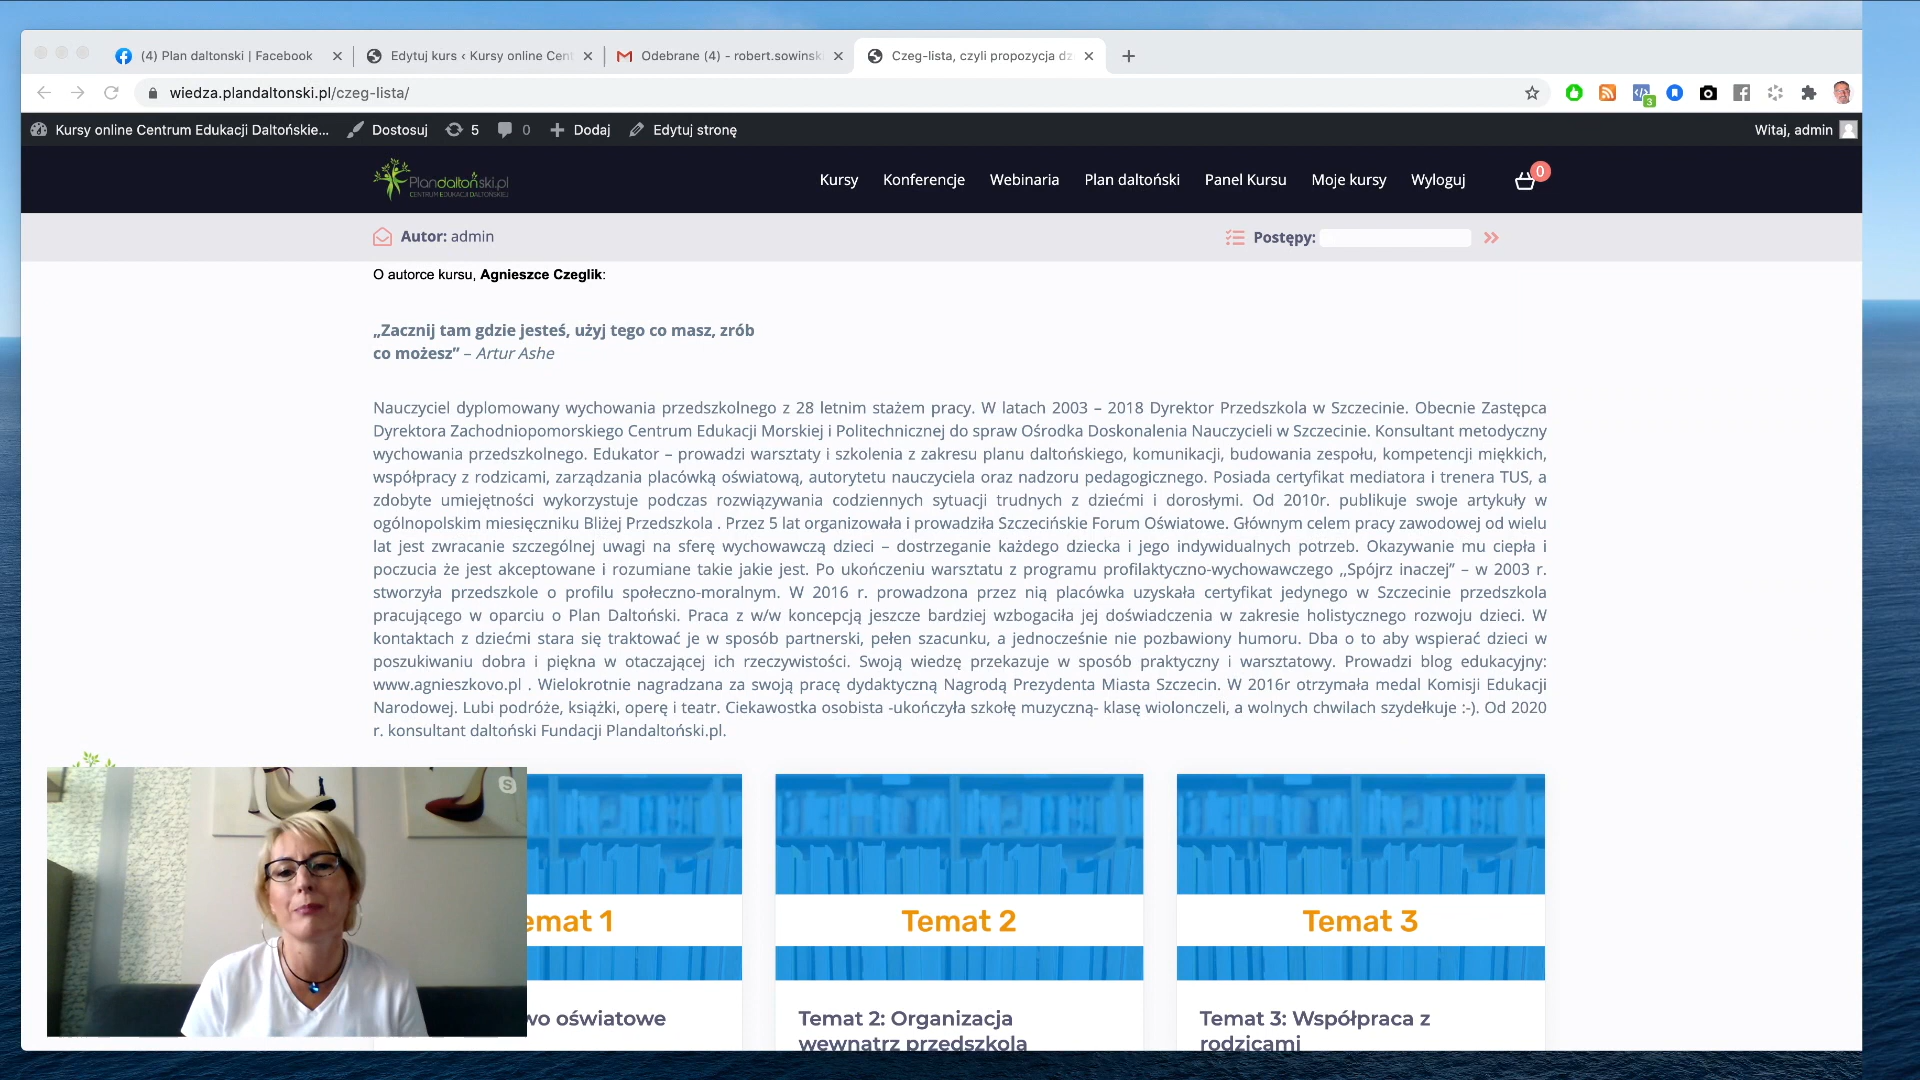 (4) Plan daltonski | Facebook
Edytuj kurs ‹ Kursy online Cent
Odebrane (4) - robert.sowinski
Czeg-lista, czyli propozycja dz
wiedza.plandaltonski.pl/czeg-lista/
3
Kursy online Centrum Edukacji Daltońskie...
Dostosuj
5
0
Dodaj
Edytuj stronę
Witaj, admin
Plandaltoński.pl
CENTRUM EDUKACJI DALTOŃSKIEJ
Kursy
Konferencje
Webinaria
Plan daltoński
Panel Kursu
Moje kursy
Wyloguj
0
Autor: admin
Postępy:
O autorce kursu, Agnieszce Czeglik:
„Zacznij tam gdzie jesteś, użyj tego co masz, zrób
co możesz” – Artur Ashe
Nauczyciel dyplomowany wychowania przedszkolnego z 28 letnim stażem pracy. W latach 2003 – 2018 Dyrektor Przedszkola w Szczecinie. Obecnie Zastępca
Dyrektora Zachodniopomorskiego Centrum Edukacji Morskiej i Politechnicznej do spraw Ośrodka Doskonalenia Nauczycieli w Szczecinie. Konsultant metodyczny
wychowania przedszkolnego. Edukator – prowadzi warsztaty i szkolenia z zakresu planu daltońskiego, komunikacji, budowania zespołu, kompetencji miękkich,
współpracy z rodzicami, zarządzania placówką oświatową, autorytetu nauczyciela oraz nadzoru pedagogicznego. Posiada certyfikat mediatora i trenera TUS, a
zdobyte umiejętności wykorzystuje podczas rozwiązywania codziennych sytuacji trudnych z dziećmi i dorosłymi. Od 2010r. publikuje swoje artykuły w
ogólnopolskim miesięczniku Bliżej Przedszkola . Przez 5 lat organizowała i prowadziła Szczecińskie Forum Oświatowe. Głównym celem pracy zawodowej od wielu
lat jest zwracanie szczególnej uwagi na sferę wychowawczą dzieci – dostrzeganie każdego dziecka i jego indywidualnych potrzeb. Okazywanie mu ciepła i
poczucia że jest akceptowane i rozumiane takie jakie jest. Po ukończeniu warsztatu z programu profilaktyczno-wychowawczego ,,Spójrz inaczej” – w 2003 r.
stworzyła przedszkole o profilu społeczno-moralnym. W 2016 r. prowadzona przez nią placówka uzyskała certyfikat jedynego w Szczecinie przedszkola
pracującego w oparciu o Plan Daltoński. Praca z w/w koncepcją jeszcze bardziej wzbogaciła jej doświadczenia w zakresie holistycznego rozwoju dzieci. W
kontaktach z dziećmi stara się traktować je w sposób partnerski, pełen szacunku, a jednocześnie nie pozbawiony humoru. Dba o to aby wspierać dzieci w
poszukiwaniu dobra i piękna w otaczającej ich rzeczywistości. Swoją wiedzę przekazuje w sposób praktyczny i warsztatowy. Prowadzi blog edukacyjny:
www.agnieszkovo.pl . Wielokrotnie nagradzana za swoją pracę dydaktyczną Nagrodą Prezydenta Miasta Szczecin. W 2016r otrzymała medal Komisji Edukacji
Narodowej. Lubi podróże, książki, operę i teatr. Ciekawostka osobista -ukończyła szkołę muzyczną- klasę wiolonczeli, a wolnych chwilach szydełkuje :-). Od 2020
r. konsultant daltoński Fundacji Plandaltoński.pl.
emat 1
Temat 2
Temat 3
wo oświatowe
Temat 2: Organizacja
wewnątrz przedszkola
Temat 3: Współpraca z
rodzicami